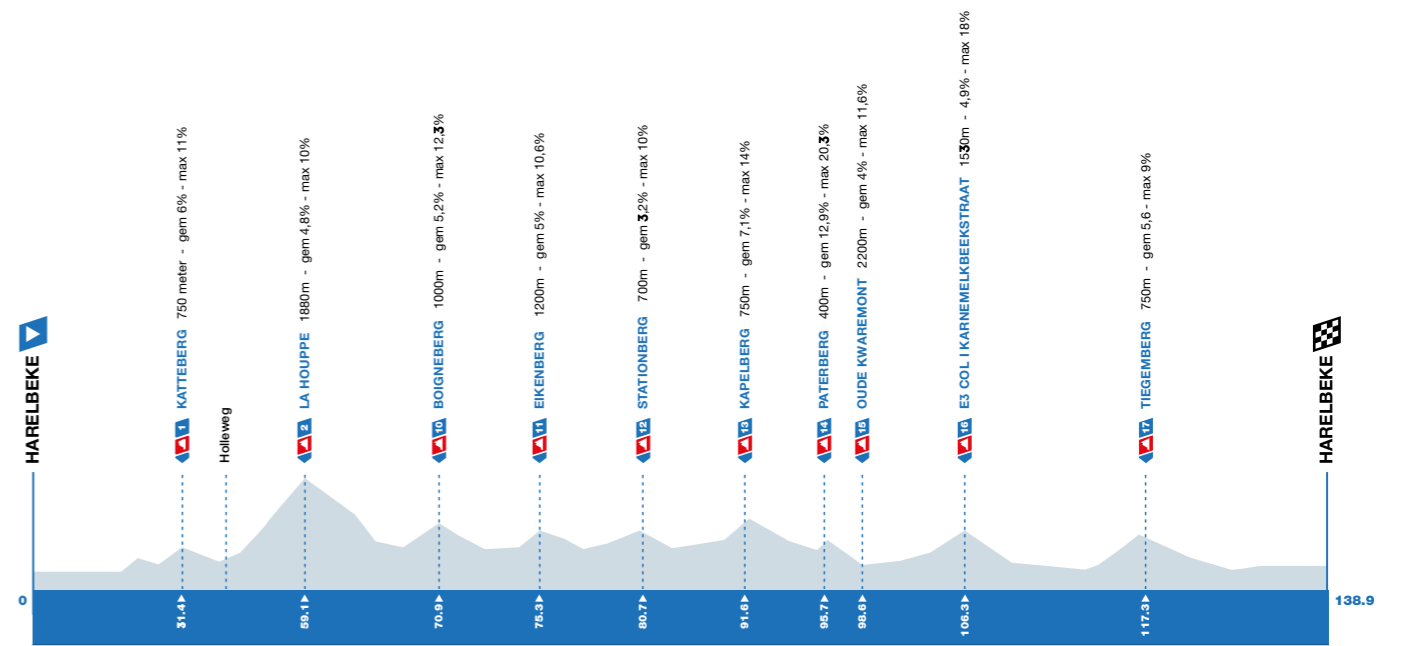 HARELBEKE
1 KATTEBERG 750 meter - gem 6% - max 11%
Holleweg
2 LA HOUPPE 1880m - gem 4,8% - max 10%
10 BOIGNEBERG 1000m - gem 5,2% - max 12,3%
11 EIKENBERG 1200m - gem 5% - max 10,6%
12 STATIONBERG 700m - gem 3,2% - max 10%
13 KAPELBERG 750m - gem 7,1% - max 14%
14 PATERBERG 400m - gem 12,9% - max 20,3%
15 OUDE KWAREMONT 2200m - gem 4% - max 11,6%
16 E3 COL I KARNEMELKBEEKSTRAAT 1530m - 4,9% - max 18%
17 TIEGEMBERG 750m - gem 5,6 - max 9%
HARELBEKE
0
31.4
59.1
70.9
75.3
80.7
91.6
95.7
98.6
106.3
117.3
138.9